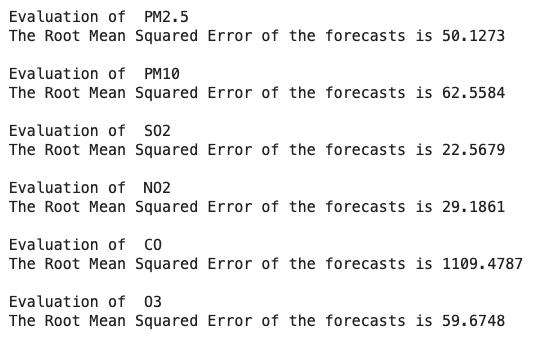 Evaluation of  PM2.5
The Root Mean Squared Error of the forecasts is 50.1273
Evaluation of  PM10
The Root Mean Squared Error of the forecasts is 62.5584
Evaluation of  SO2
The Root Mean Squared Error of the forecasts is 22.5679
Evaluation of  NO2
The Root Mean Squared Error of the forecasts is 29.1861
Evaluation of  CO
The Root Mean Squared Error of the forecasts is 1109.4787
Evaluation of  O3
The Root Mean Squared Error of the forecasts is 59.6748